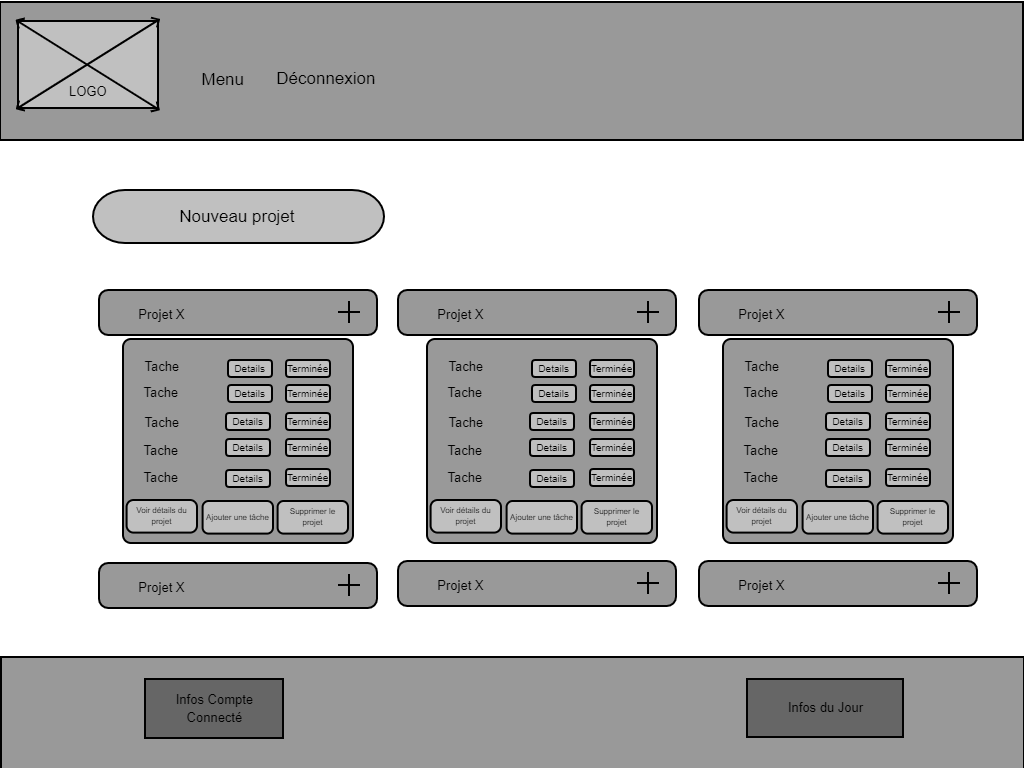 LOGO
Menu
Déconnexion
Nouveau projet
Projet X
Projet X
Projet X
Tache Details Terminée
Tache Details Terminée
Tache Details Terminée
Tache Details Terminée
Tache Details Terminée
Voir détails du
projet
Ajouter une tâche
Supprimer le
projet
Tache Details Terminée
Tache Details Terminée
Tache Details Terminée
Tache Details Terminée
Tache Details Terminée
Voir détails du
projet
Ajouter une tâche
Supprimer le
projet
Tache Details Terminée
Tache Details Terminée
Tache Details Terminée
Tache Details Terminée
Tache Details Terminée
Voir détails du
projet
Ajouter une tâche
Supprimer le
projet
Projet X
Projet X
Projet X
Infos Compte
Connecté
Infos du Jour